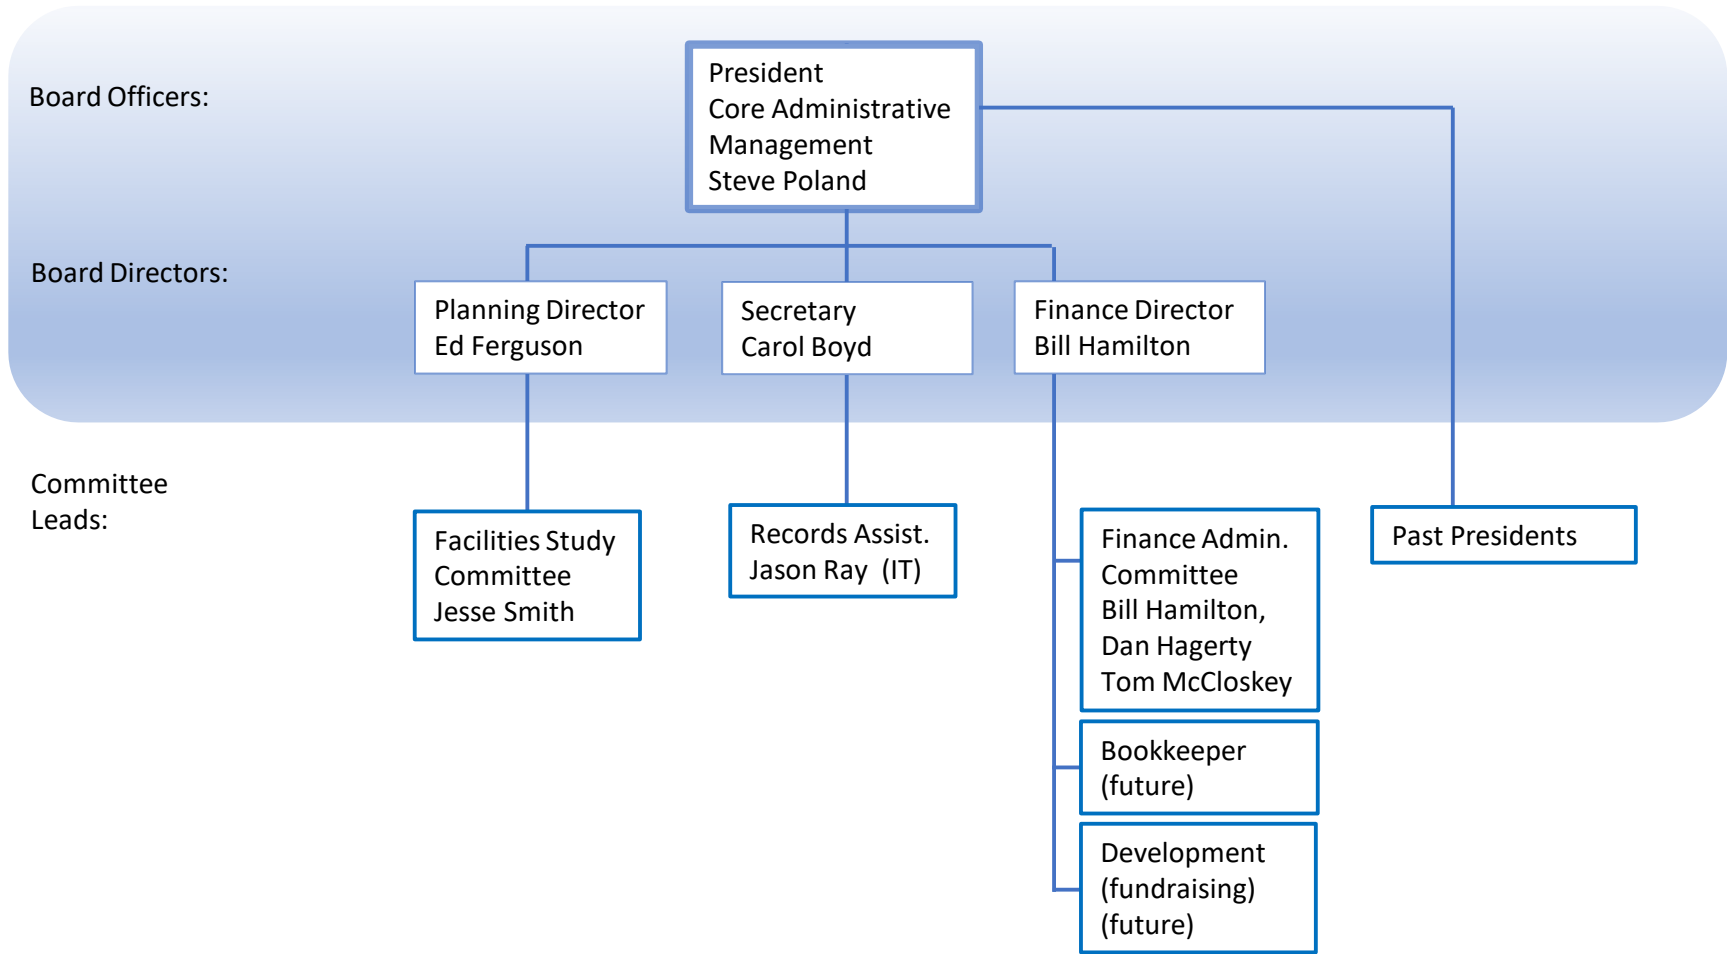 Board Officers:
President
Core Administrative
Management
Steve Poland
Board Directors:
Planning Director
Ed Ferguson
Secretary
Carol Boyd
Finance Director
Bill Hamilton
Committee
Leads:
Facilities Study
Committee
Jesse Smith
Records Assist.
Jason Ray  (IT)
Finance Admin.
Committee
Bill Hamilton,
Dan Hagerty
Tom McCloskey
Past Presidents
Bookkeeper
(future)
Development
(fundraising)
(future)